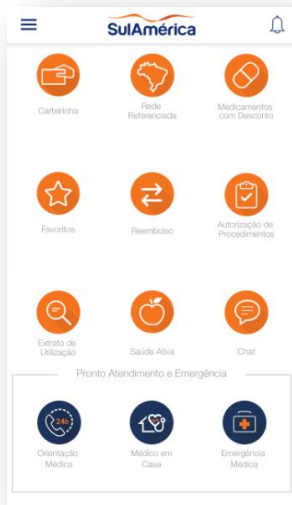 SulAmérica
Carteirinha
Rede
Referenciada
Medicamentos
com Desconto
Favoritos
Reembolso
Autorização de
Procedimentos
Extrato de
Utilização
Saúde Ativa
Chat
Pronto Atendimento e Emergência
24h
Orientação
Médica
Médico em
Casa
Emergência
Médica